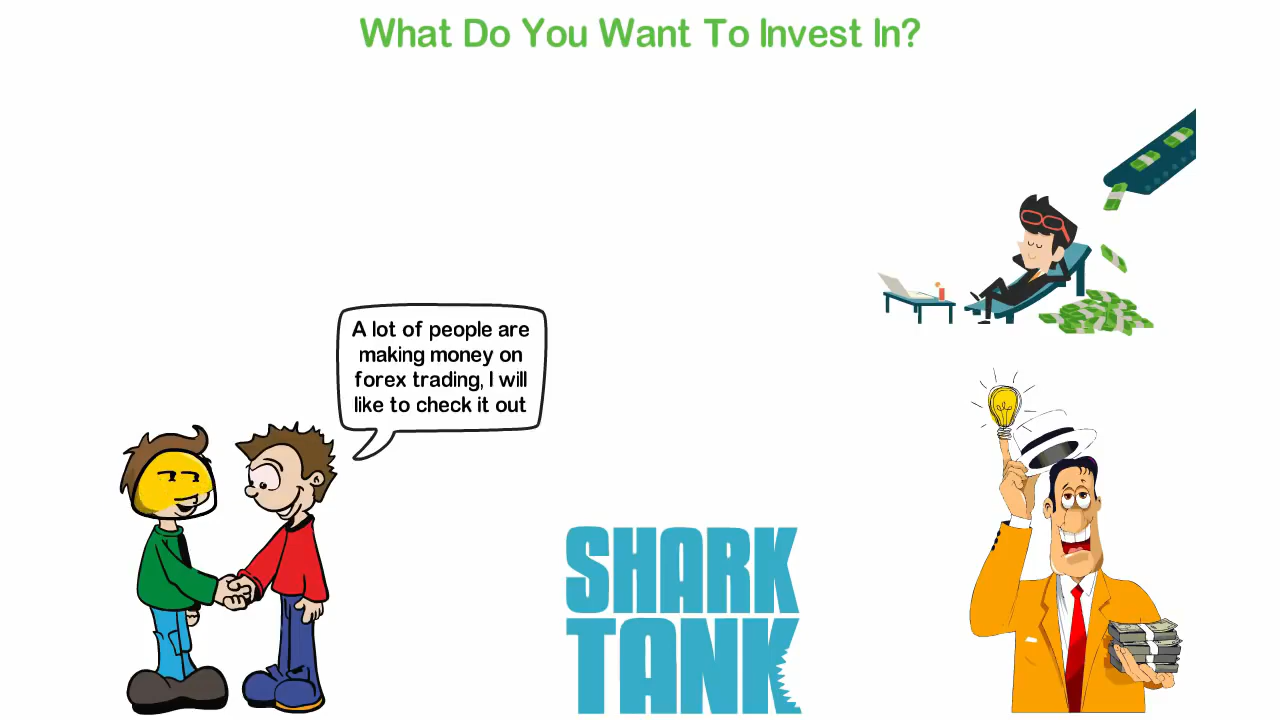 What Do You Want To Invest In?
A lot of people are
making money on
forex trading, I will
like to check it out
SHARK
TANK